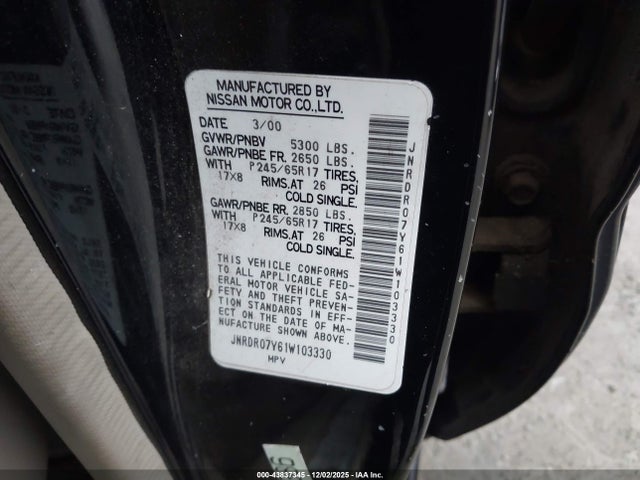 MANUFACTURED BY
NISSAN MOTOR CO.,LTD.
DATE 3/00
GVWR/PNBV 5300 LBS.
GAWR/PNBE FR. 2650 LBS.
WITH P245/65R17 TIRES,
17X8 RIMS,AT 26 PSI
COLD SINGLE.
GAWR/PNBE RR. 2850 LBS.
WITH P245/65R17 TIRES,
17X8 RIMS,AT 26 PSI
COLD SINGLE.
THIS VEHICLE CONFORMS
TO ALL APPLICABLE FED-
ERAL MOTOR VEHICLE SA-
FETY AND THEFT PREVEN-
TION STANDARDS IN EFF-
ECT ON THE DATE OF MA-
NUFACTURE SHOWN ABOVE.
JNRDR07Y61W103330
MPV
JNRDR07Y61W103330
000-43837345 - 12/02/2025 - IAA Inc.